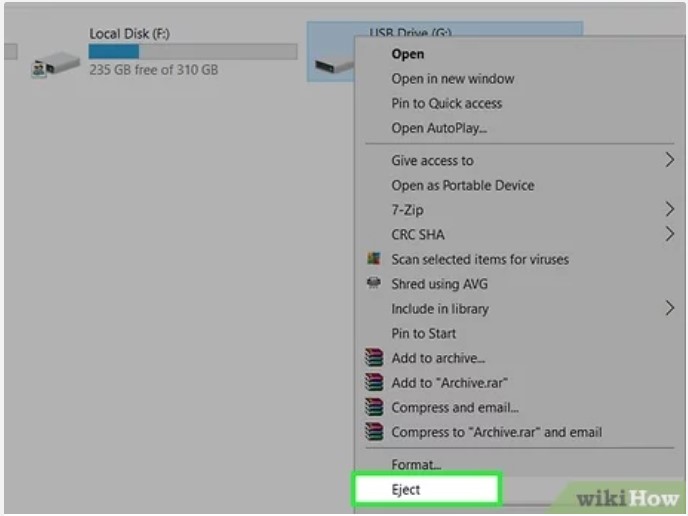 Local Disk (F:)
235 GB free of 310 GB
USB Drive (G:)
Open
Open in new window
Pin to Quick access
Open AutoPlay...
Give access to
Open as Portable Device
7-Zip
CRC SHA
Scan selected items for viruses
Shred using AVG
Include in library
Pin to Start
Add to archive...
Add to "Archive.rar"
Compress and email...
Compress to "Archive.rar" and email
Format...
Eject
wikiHow